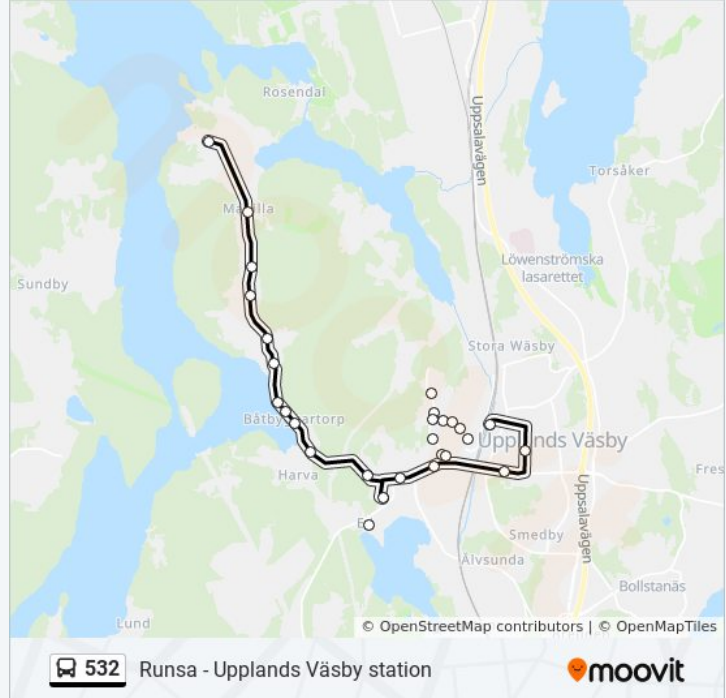 Rosendal
Uppsalavägen
Torsåker
Sundby
Löwenströmska
lasarettet
Stora Wäsby
Upplands Väsby
Harva
Fres
Uppsalavägen
Smedby
Älvsunda
Bollstanäs
Lund
© OpenStreetMap contributors | © OpenMapTiles
532 Runsa - Upplands Väsby station
moovit